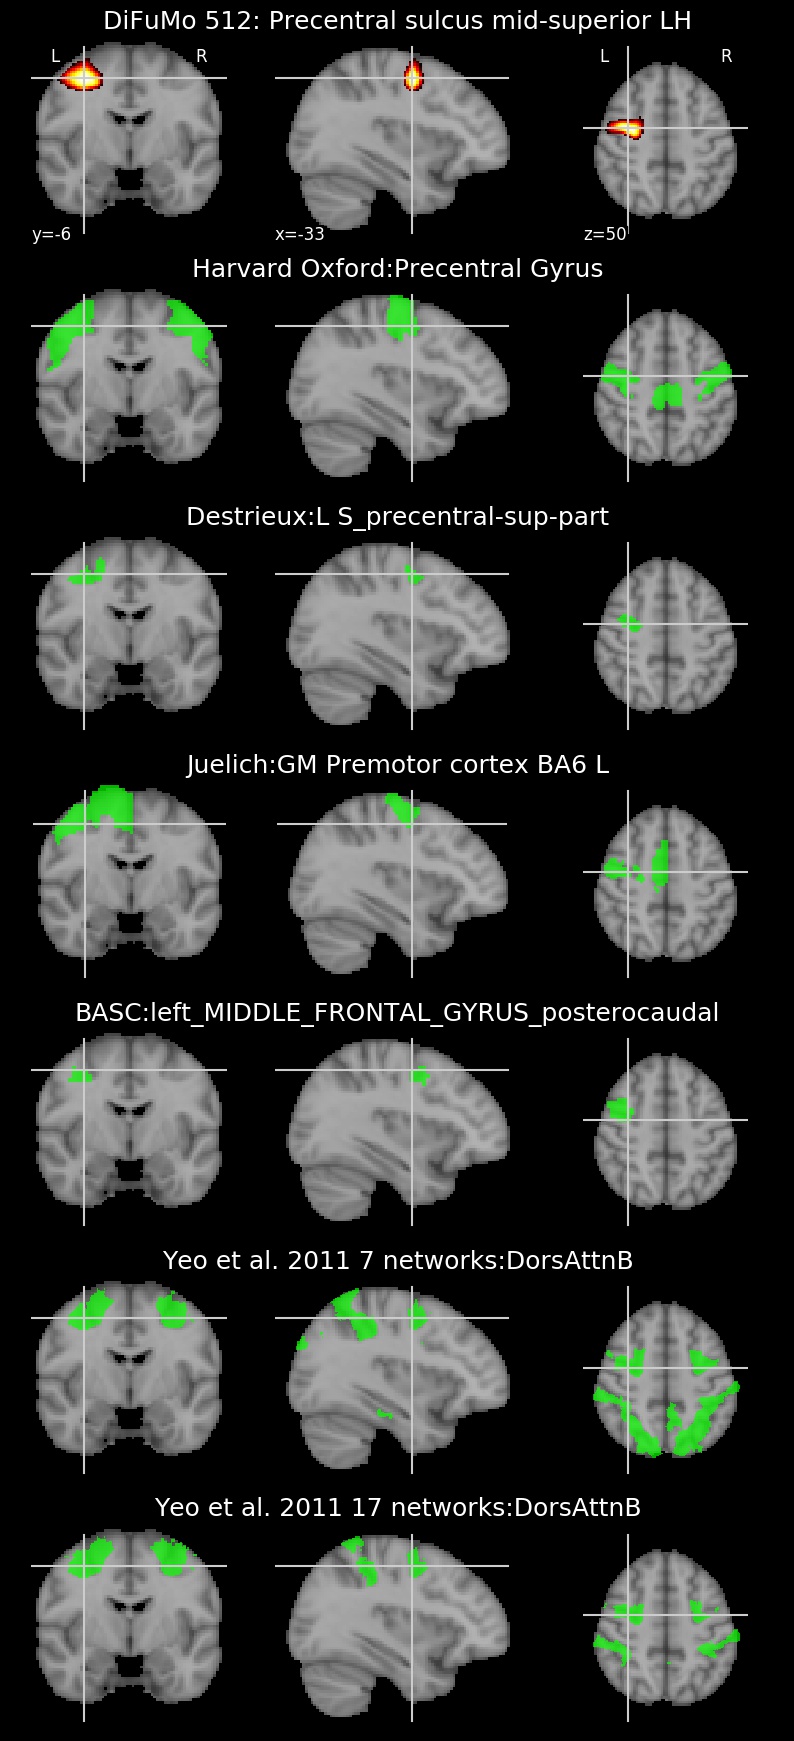 DiFuMo 512: Precentral sulcus mid-superior LH
L R L R
y=-6 x=-33 z=50
Harvard Oxford:Precentral Gyrus
Destrieux:L S_precentral-sup-part
Juelich:GM Premotor cortex BA6 L
BASC:left_MIDDLE_FRONTAL_GYRUS_posterocaudal
Yeo et al. 2011 7 networks:DorsAttnB
Yeo et al. 2011 17 networks:DorsAttnB